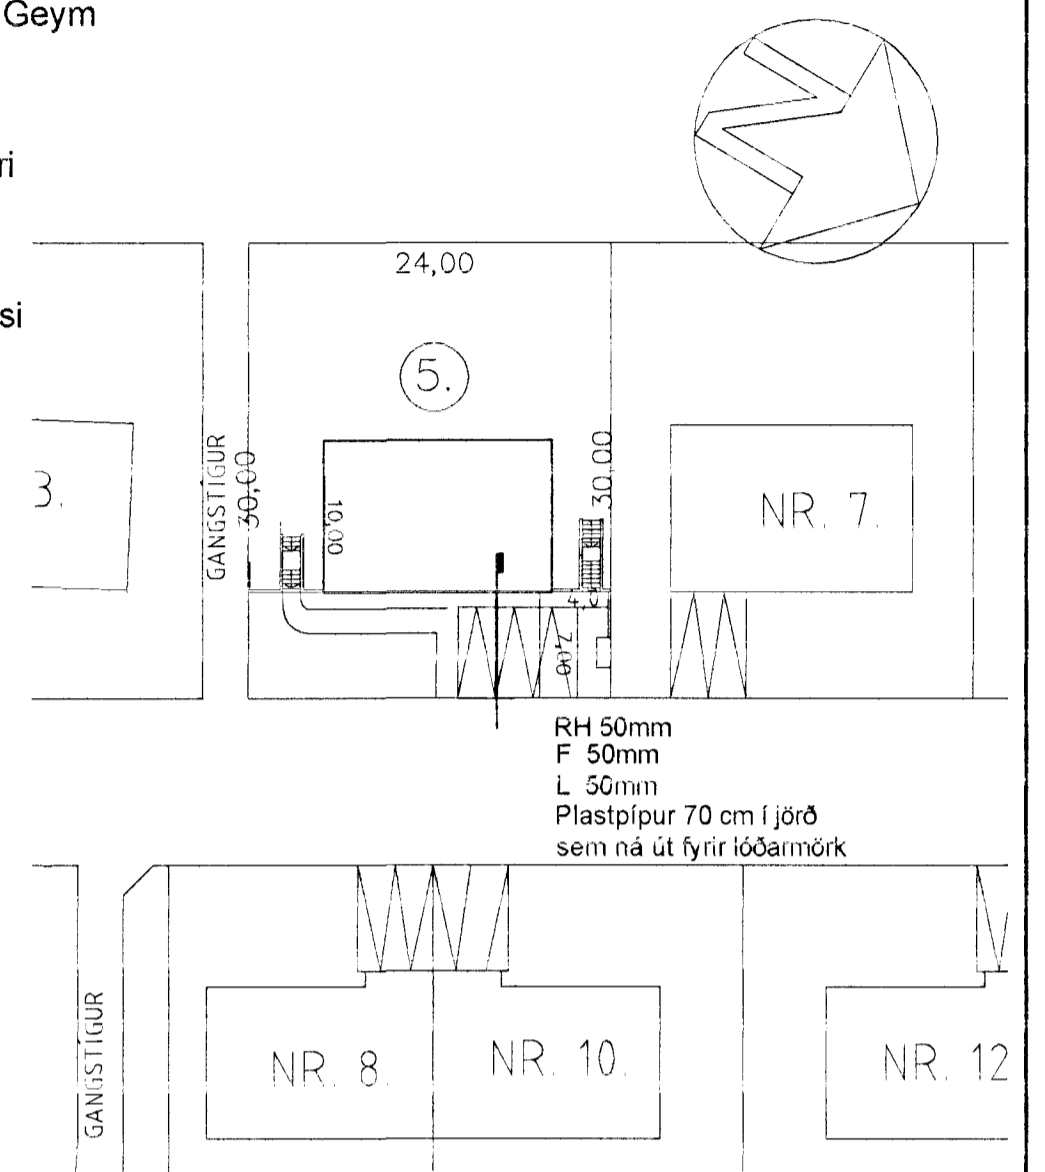 Geym
ri
si
24,00
5.
GANGSTIGUR
30,00
10,00
30,00
3.
NR. 7.
7,00
RH 50mm
F 50mm
L 50mm
Plastpípur 70 cm í jörð
sem ná út fyrir lóðarmörk
GANGSTIGUR
NR. 8.
NR. 10.
NR. 12